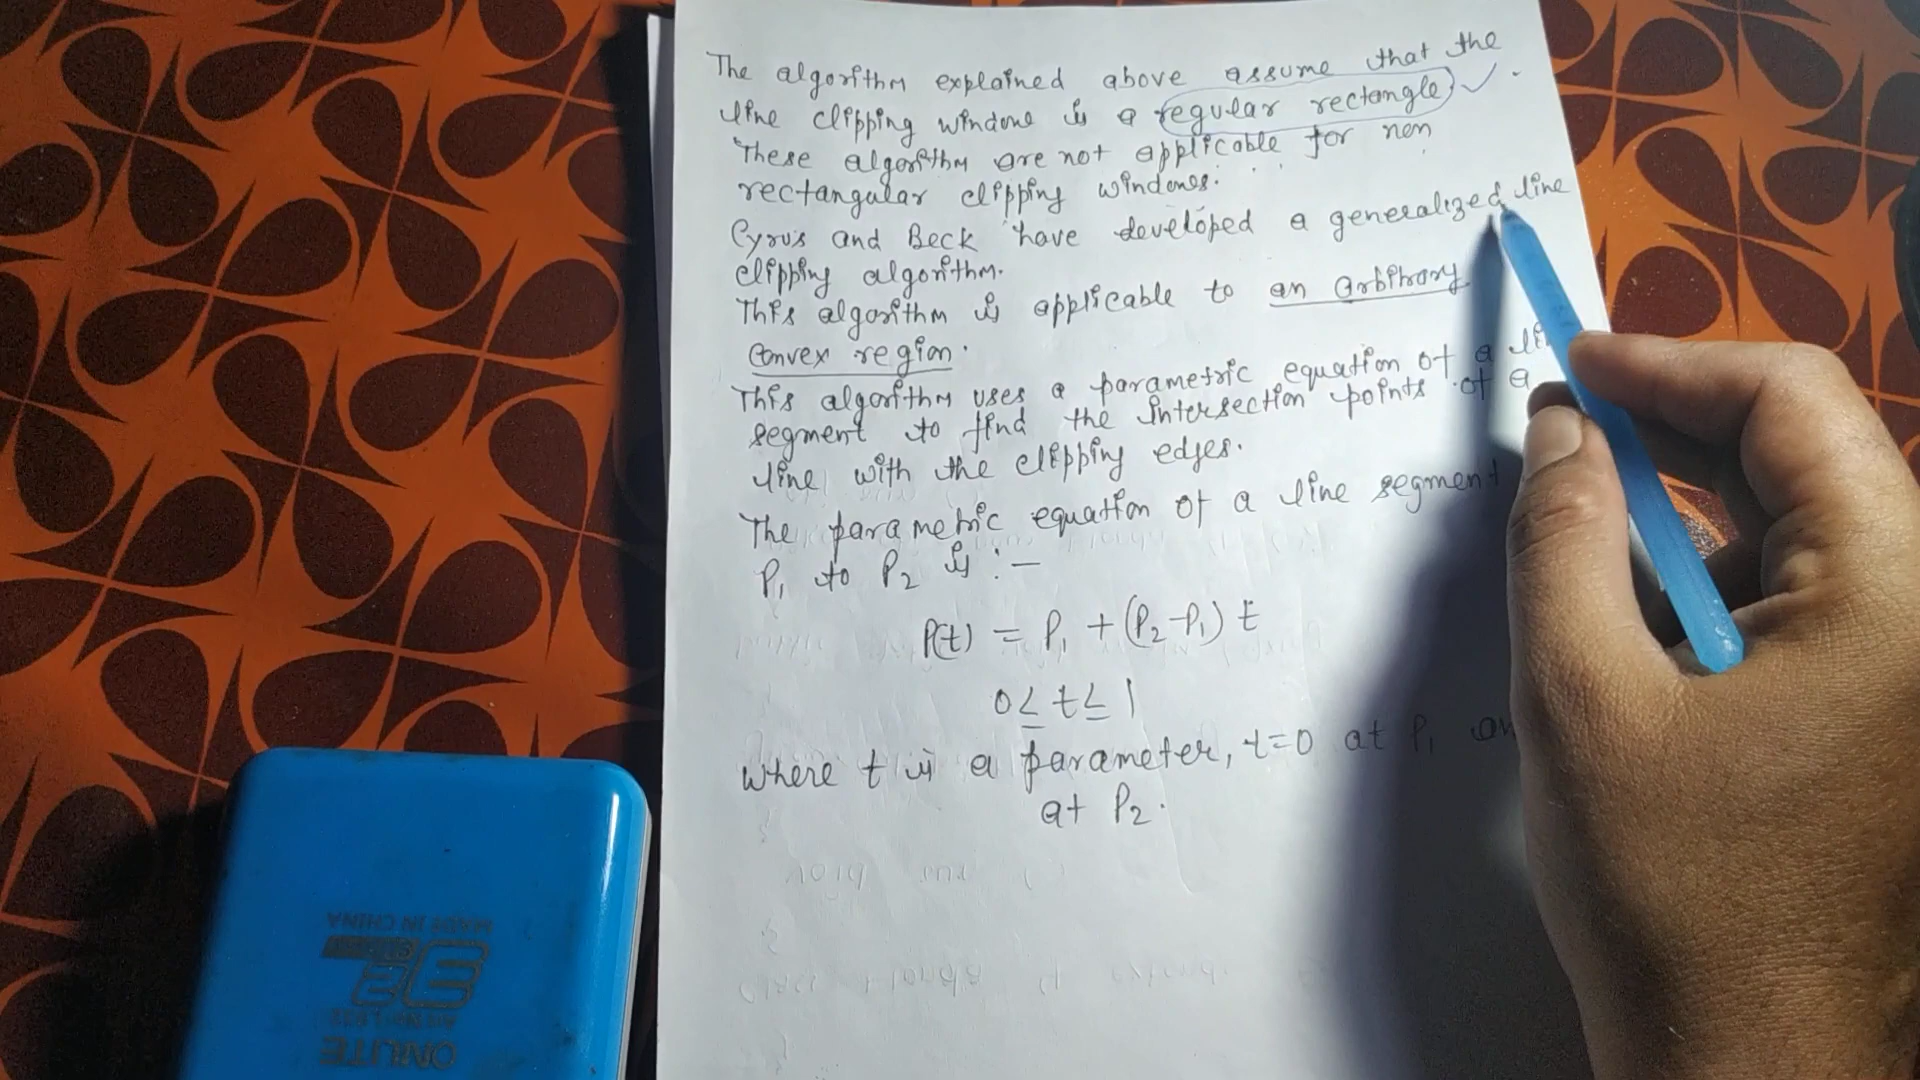 The algorithm explained above assume that the
line clipping windows is a regular rectangle ✓.
These algorithm are not applicable for non
rectangular clipping windows.
Cyrus and Beck have developed a generalized line
clipping algorithm.
This algorithm is applicable to an arbitrary
convex region.
This algorithm uses a parametric equation of a
segment to find the intersection points of a
line with the clipping edges.
The parametric equation of a line segment
P1 to P2 is :-
P(t) = P1 + (P2-P1) t
0 ≤ t ≤ 1
where t is a parameter, t=0 at P1
at P2.
MADE IN CHINA
ONLITE